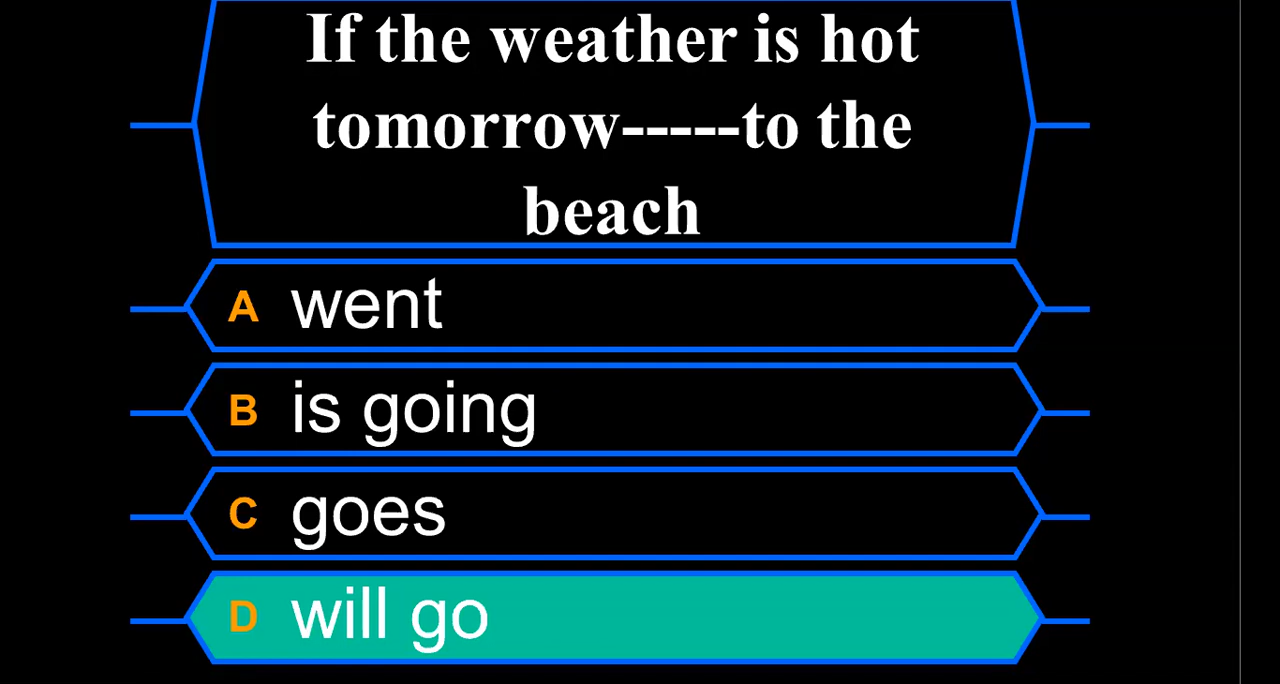 If the weather is hot
tomorrow-----to the
beach
A went
B is going
C goes
D will go